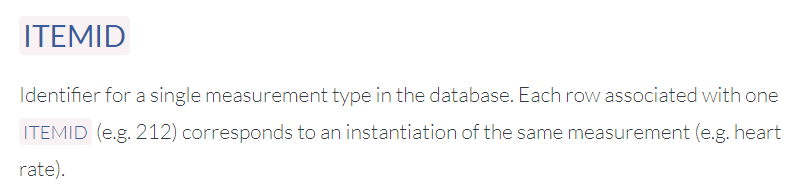 ITEMID
Identifier for a single measurement type in the database. Each row associated with one
ITEMID (e.g. 212) corresponds to an instantiation of the same measurement (e.g. heart
rate).